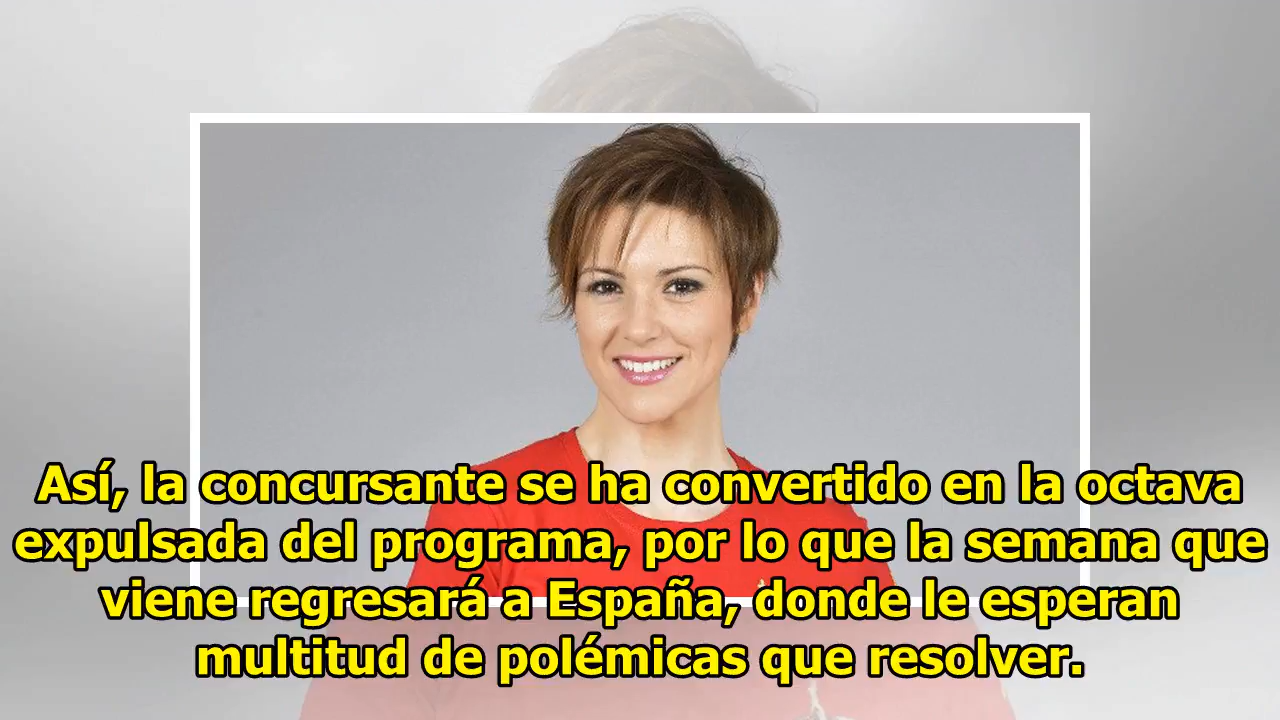 Así, la concursante se ha convertido en la octava
expulsada del programa, por lo que la semana que
viene regresará a España, donde le esperan
multitud de polémicas que resolver.